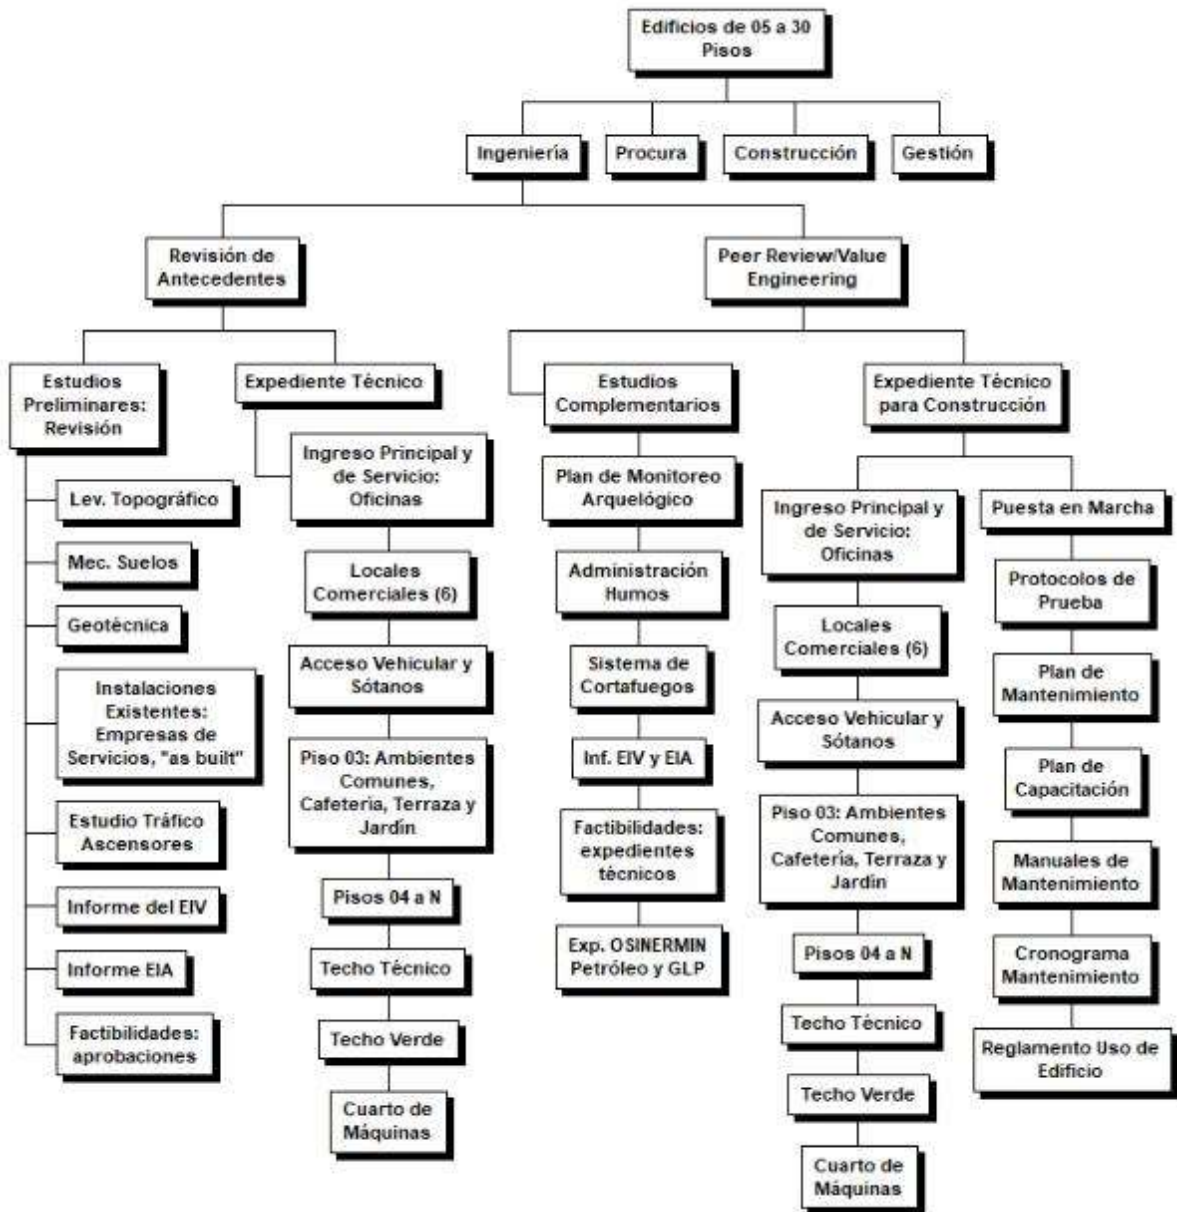 Edificios de 05 a 30
Pisos
Ingeniería
Procura
Construcción
Gestión
Revisión de
Antecedentes
Peer Review/Value
Engineering
Estudios
Preliminares:
Revisión
Expediente Técnico
Estudios
Complementarios
Expediente Técnico
para Construcción
Lev. Topográfico
Mec. Suelos
Geotécnica
Instalaciones
Existentes:
Empresas de
Servicios, "as built"
Estudio Tráfico
Ascensores
Informe del EIV
Informe EIA
Factibilidades:
aprobaciones
Ingreso Principal y
de Servicio:
Oficinas
Locales
Comerciales (6)
Acceso Vehicular y
Sótanos
Piso 03: Ambientes
Comunes,
Cafetería, Terraza y
Jardín
Pisos 04 a N
Techo Técnico
Techo Verde
Cuarto de
Máquinas
Plan de Monitoreo
Arquelógico
Administración
Humos
Sistema de
Cortafuegos
Inf. EIV y EIA
Factibilidades:
expedientes
técnicos
Exp. OSINERMIN
Petróleo y GLP
Ingreso Principal y
de Servicio:
Oficinas
Locales
Comerciales (6)
Acceso Vehicular y
Sótanos
Piso 03: Ambientes
Comunes,
Cafetería, Terraza y
Jardín
Pisos 04 a N
Techo Técnico
Techo Verde
Cuarto de
Máquinas
Puesta en Marcha
Protocolos de
Prueba
Plan de
Mantenimiento
Plan de
Capacitación
Manuales de
Mantenimiento
Cronograma
Mantenimiento
Reglamento Uso de
Edificio